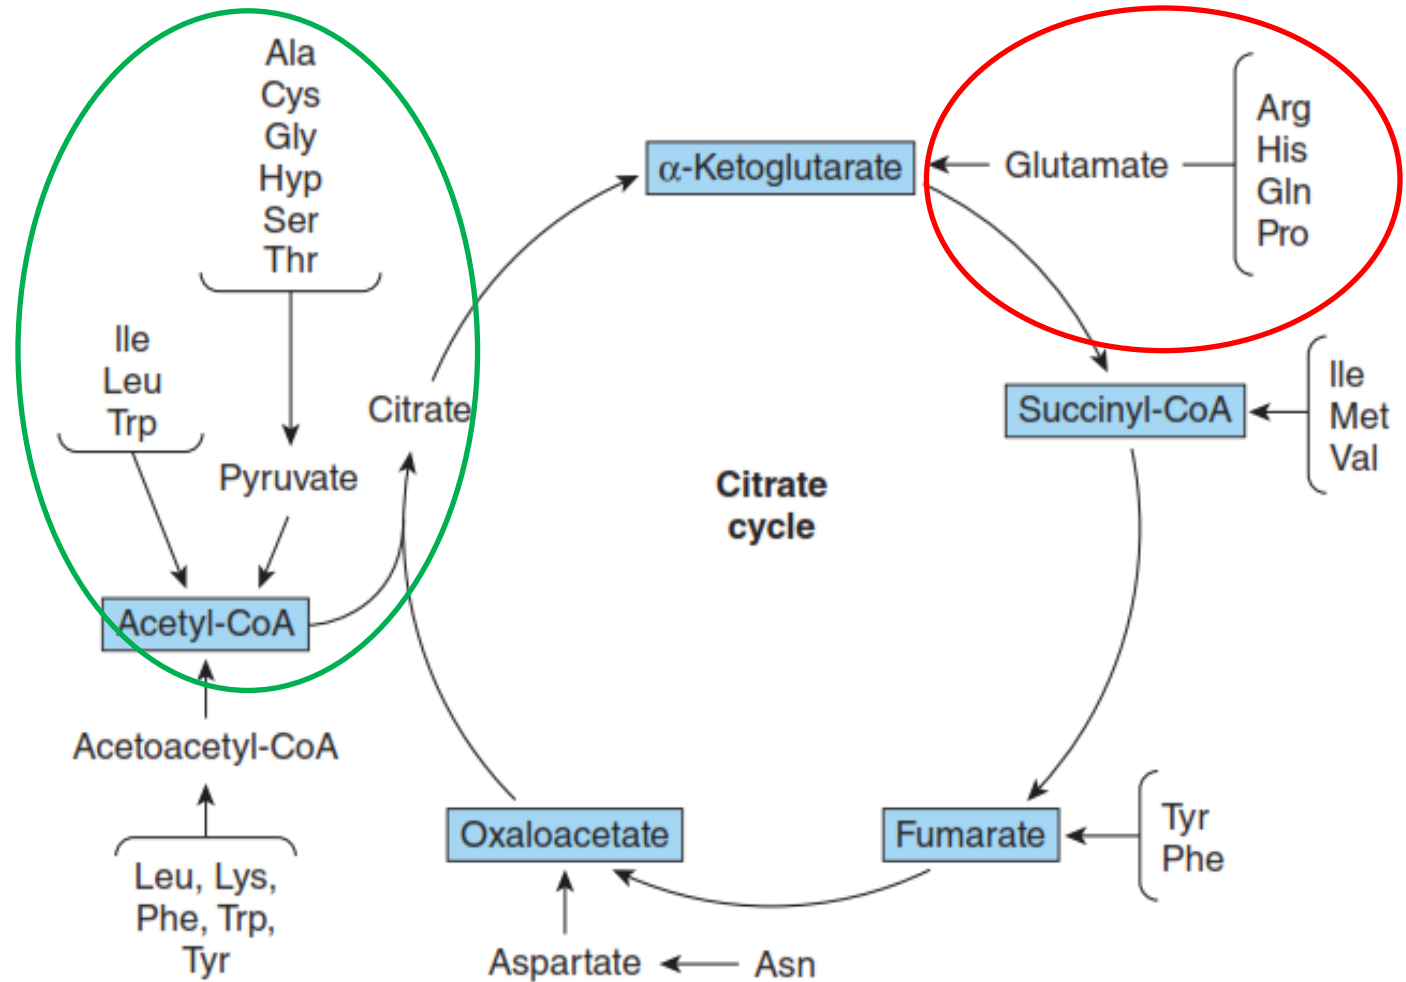 Ala
Cys
Gly
Hyp
Ser
Thr
Ile
Leu
Trp
Pyruvate
Citrate
Acetyl-CoA
Acetoacetyl-CoA
Leu, Lys,
Phe, Trp,
Tyr
α-Ketoglutarate
Glutamate
Arg
His
Gln
Pro
Succinyl-CoA
Ile
Met
Val
Citrate
cycle
Oxaloacetate
Fumarate
Tyr
Phe
Aspartate
Asn